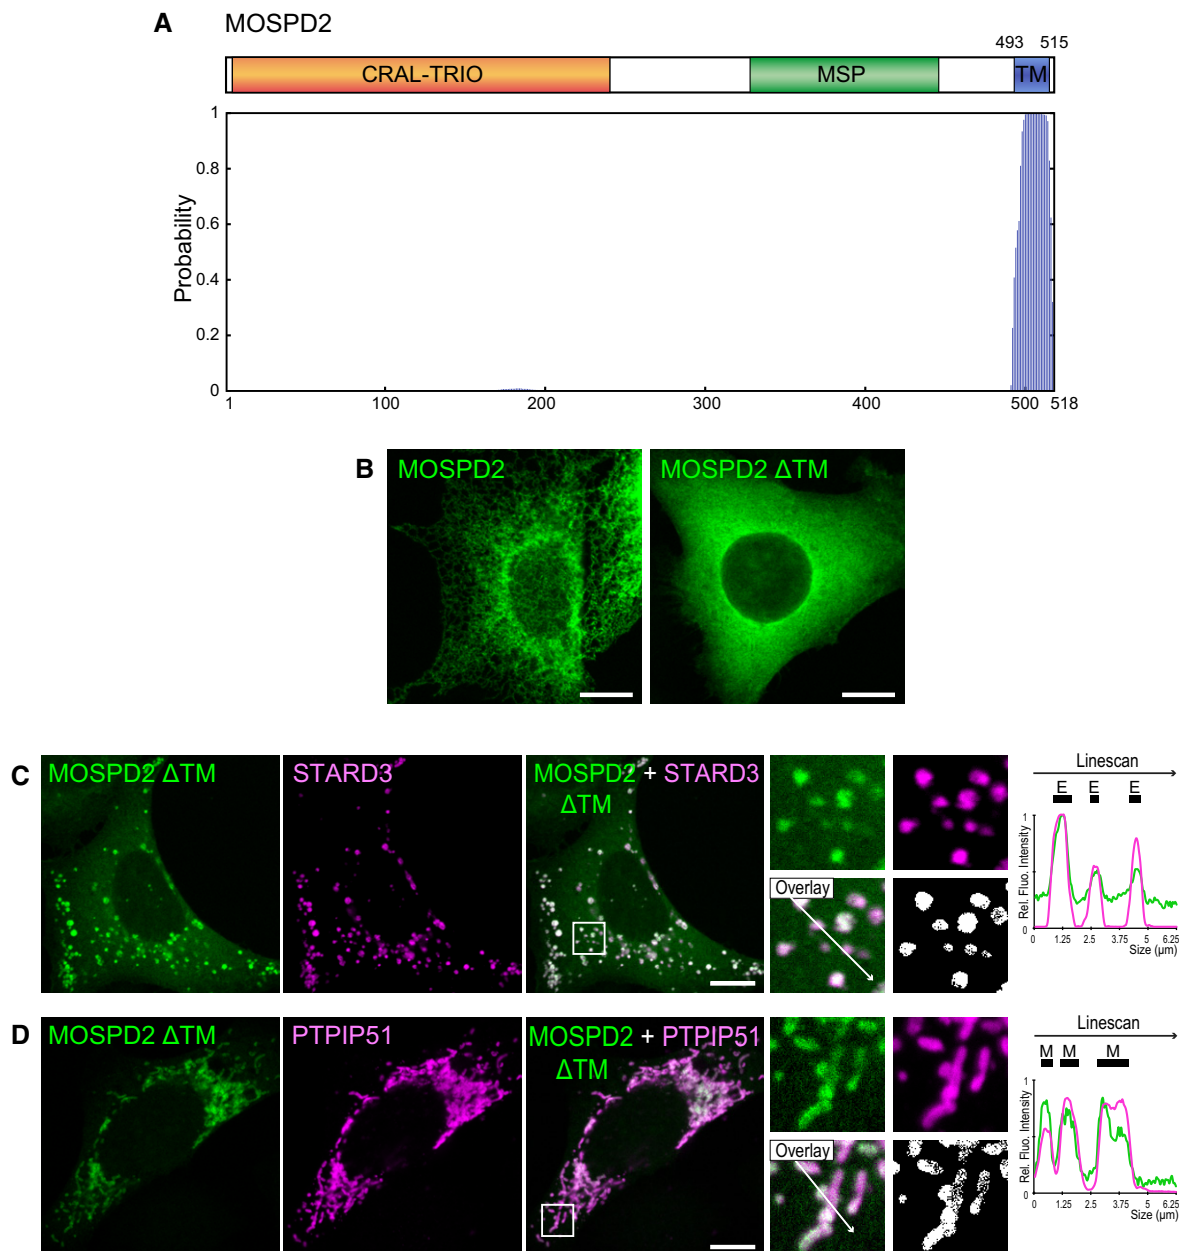 A MOSPD2
493 515
CRAL-TRIO MSP TM
1
0.8
0.6
0.4
0.2
0
Probability
1 100 200 300 400 500 518
B MOSPD2 MOSPD2 ΔTM
C MOSPD2 ΔTM STARD3 MOSPD2 + STARD3
ΔTM
Overlay
Linescan
E E E
1
0
Rel. Fluo. Intensity
0 1.25 2.5 3.75 5 6.25
Size (µm)
D MOSPD2 ΔTM PTPIP51 MOSPD2 + PTPIP51
ΔTM
Overlay
Linescan
M M M
1
0
Rel. Fluo. Intensity
0 1.25 2.5 3.75 5 6.25
Size (µm)